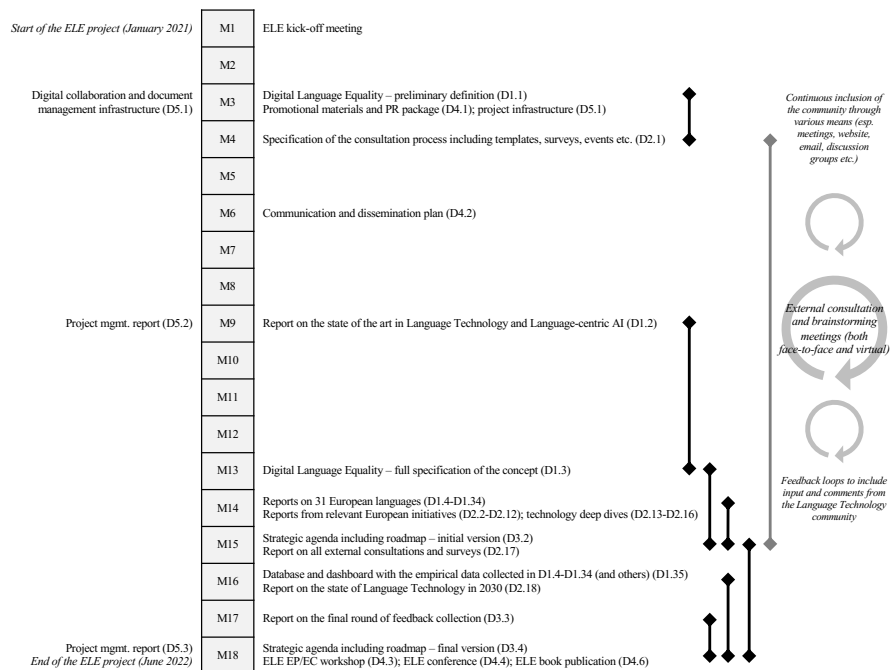 Start of the ELE project (January 2021)
M1
ELE kick-off meeting
M2
Digital collaboration and document
management infrastructure (D5.1)
M3
Digital Language Equality – preliminary definition (D1.1)
Promotional materials and PR package (D4.1); project infrastructure (D5.1)
M4
Specification of the consultation process including templates, surveys, events etc. (D2.1)
M5
M6
Communication and dissemination plan (D4.2)
M7
M8
Project mgmt. report (D5.2)
M9
Report on the state of the art in Language Technology and Language-centric AI (D1.2)
M10
M11
M12
M13
Digital Language Equality – full specification of the concept (D1.3)
M14
Reports on 31 European languages (D1.4-D1.34)
Reports from relevant European initiatives (D2.2-D2.12); technology deep dives (D2.13-D2.16)
M15
Strategic agenda including roadmap – initial version (D3.2)
Report on all external consultations and surveys (D2.17)
M16
Database and dashboard with the empirical data collected in D1.4-D1.34 (and others) (D1.35)
Report on the state of Language Technology in 2030 (D2.18)
M17
Report on the final round of feedback collection (D3.3)
Project mgmt. report (D5.3)
End of the ELE project (June 2022)
M18
Strategic agenda including roadmap – final version (D3.4)
ELE EP/EC workshop (D4.3); ELE conference (D4.4); ELE book publication (D4.6)
Continuous inclusion of
the community through
various means (esp.
meetings, website,
email, discussion
groups etc.)
External consultation
and brainstorming
meetings (both
face-to-face and virtual)
Feedback loops to include
input and comments from
the Language Technology
community